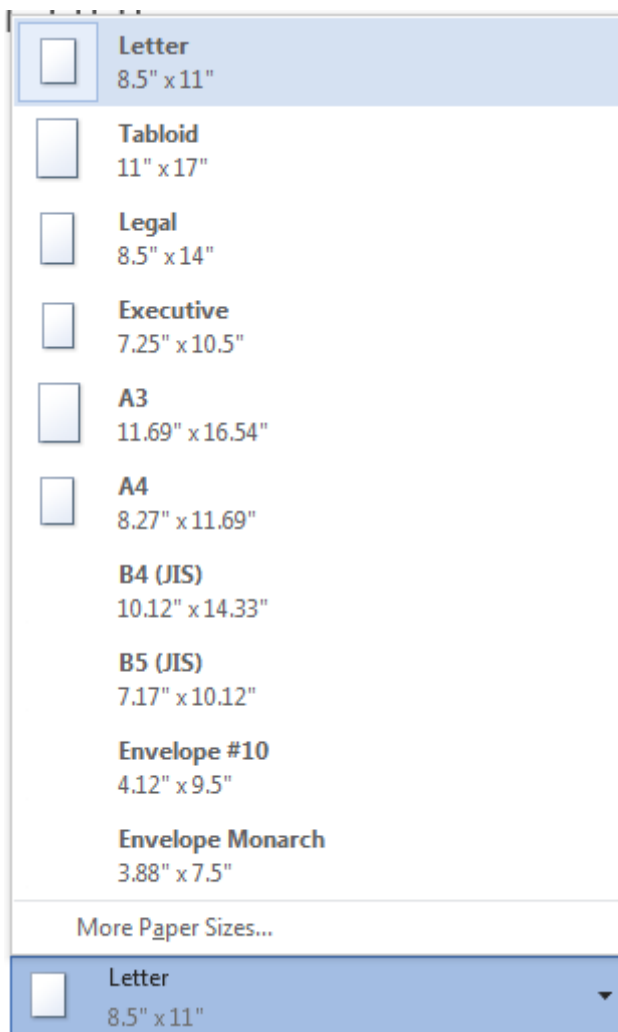 Letter
8.5" x 11"
Tabloid
11" x 17"
Legal
8.5" x 14"
Executive
7.25" x 10.5"
A3
11.69" x 16.54"
A4
8.27" x 11.69"
B4 (JIS)
10.12" x 14.33"
B5 (JIS)
7.17" x 10.12"
Envelope #10
4.12" x 9.5"
Envelope Monarch
3.88" x 7.5"
More Paper Sizes...
Letter
8.5" x 11"